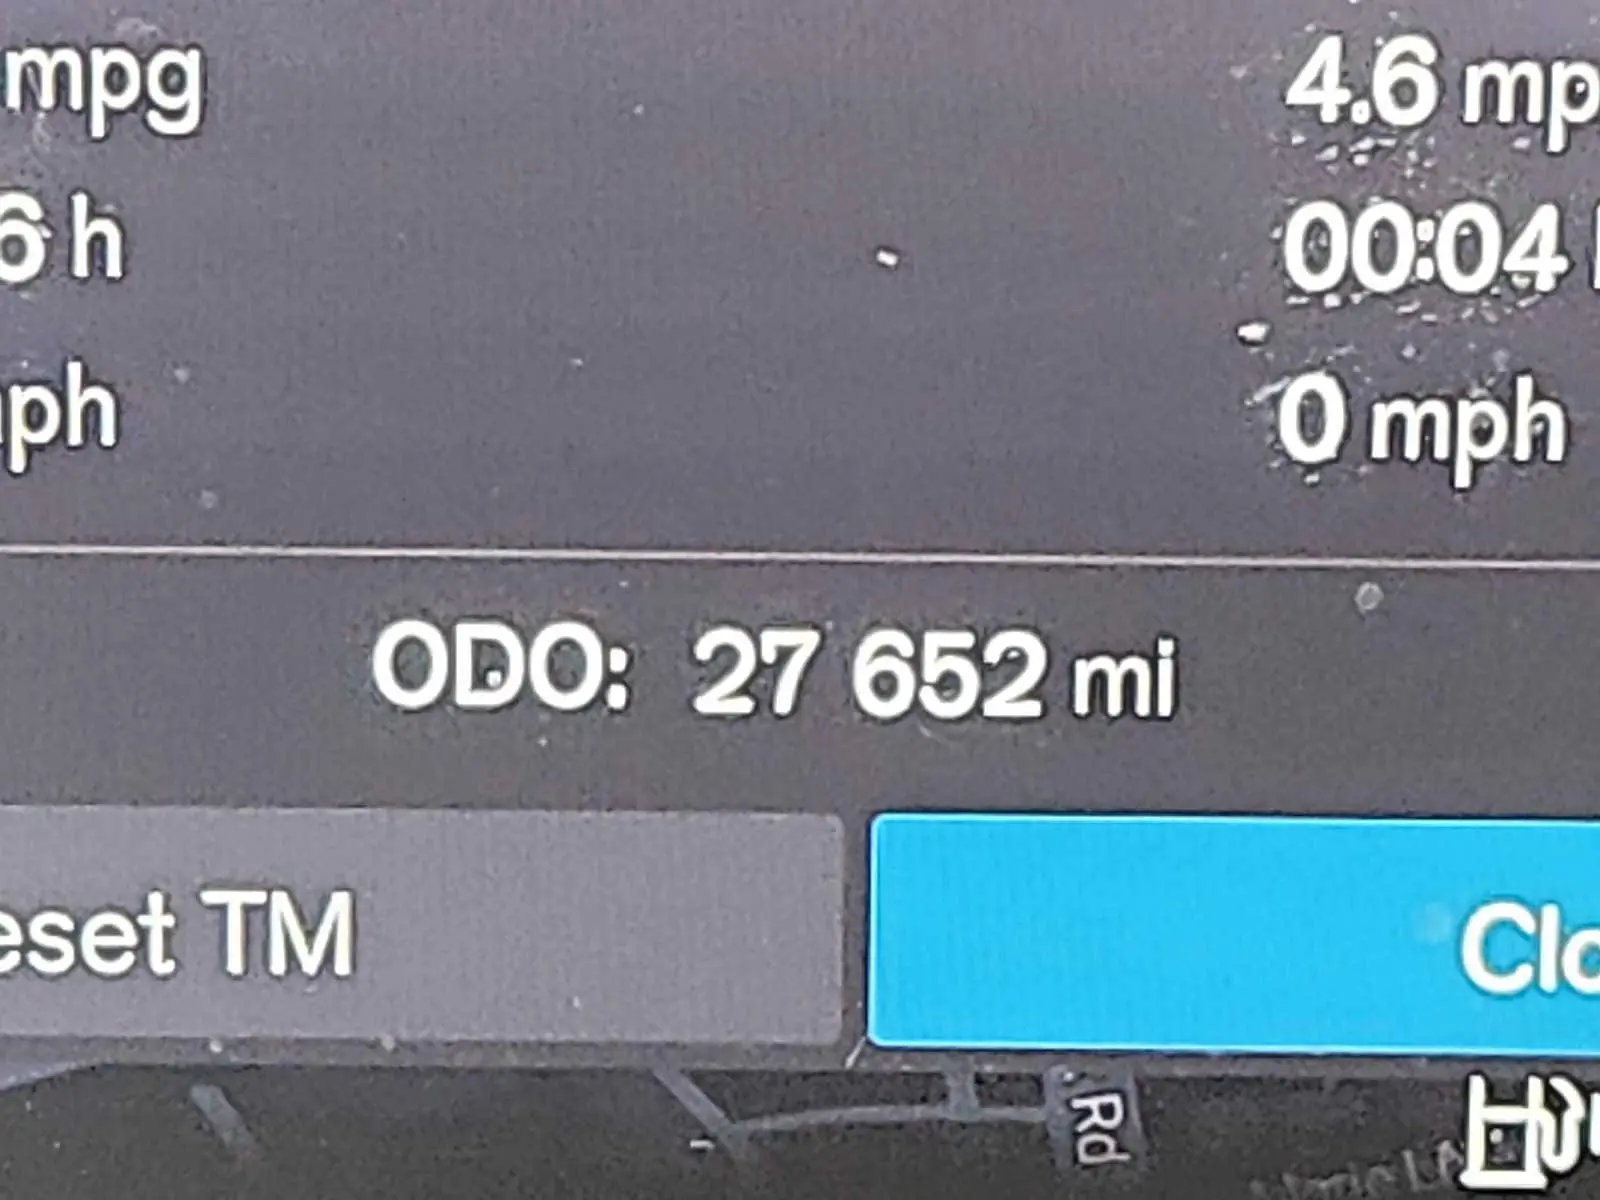 mpg 4.6 mp
6 h 00:04
ph 0 mph
ODO: 27 652 mi
eset TM Clo
Rd